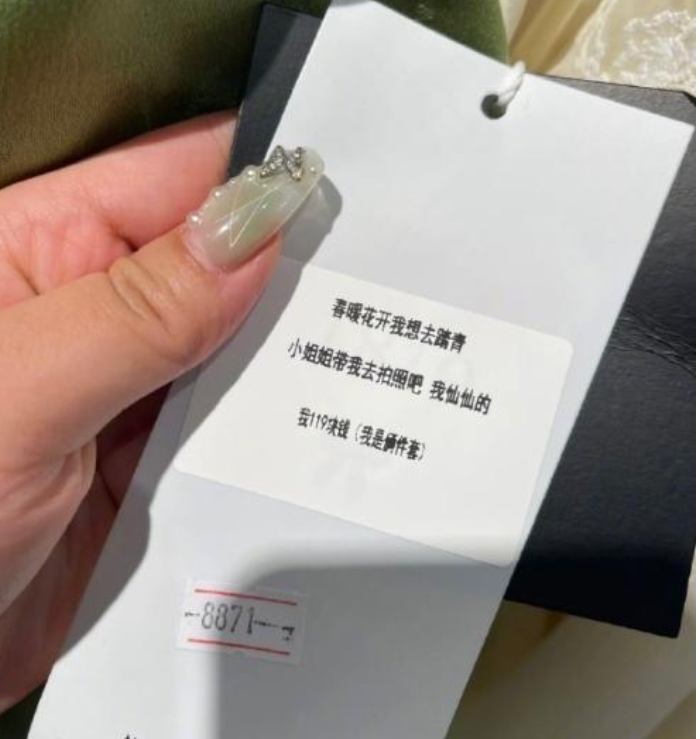 春暖花开我想去踏青
小姐姐带我去拍照吧 我仙仙的
我119块钱（我是俩件套）
-8871--